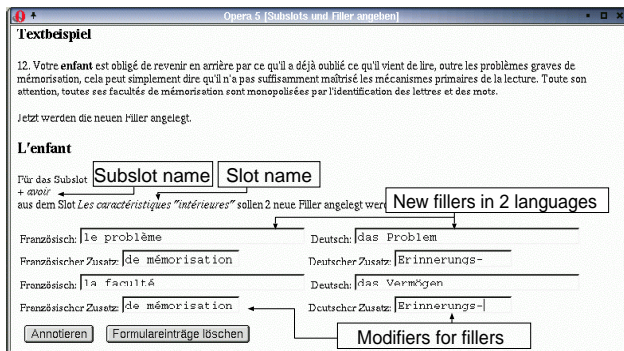 Opera 5 [Subslots und Filler angeben]
Textbeispiel
12. Votre enfant est obligé de revenir en arrière par ce qu'il a déjà oublié ce qu'il vient de lire, outre les problèmes graves de
mémorisation, cela peut simplement dire qu'il n'a pas suffisamment maîtrisé les mécanismes primaires de la lecture. Toute son
attention, toutes ses facultés de mémorisation sont monopolisées par l'identification des lettres et des mots.
Jetzt werden die neuen Filler angelegt.
L'enfant
Für das Subslot Subslot name Slot name
+ avoir
aus dem Slot Les caractéristiques "intérieures" sollen 2 neue Filler angelegt New fillers in 2 languages
Französisch: le problème Deutsch: das Problem
Französischer Zusatz: de mémorisation Deutscher Zusatz: Erinnerungs-
Französisch: la faculté Deutsch: das Vermögen
Französischer Zusatz: de mémorisation Deutscher Zusatz: Erinnerungs-
Annotieren Formulareinträge löschen Modifiers for fillers